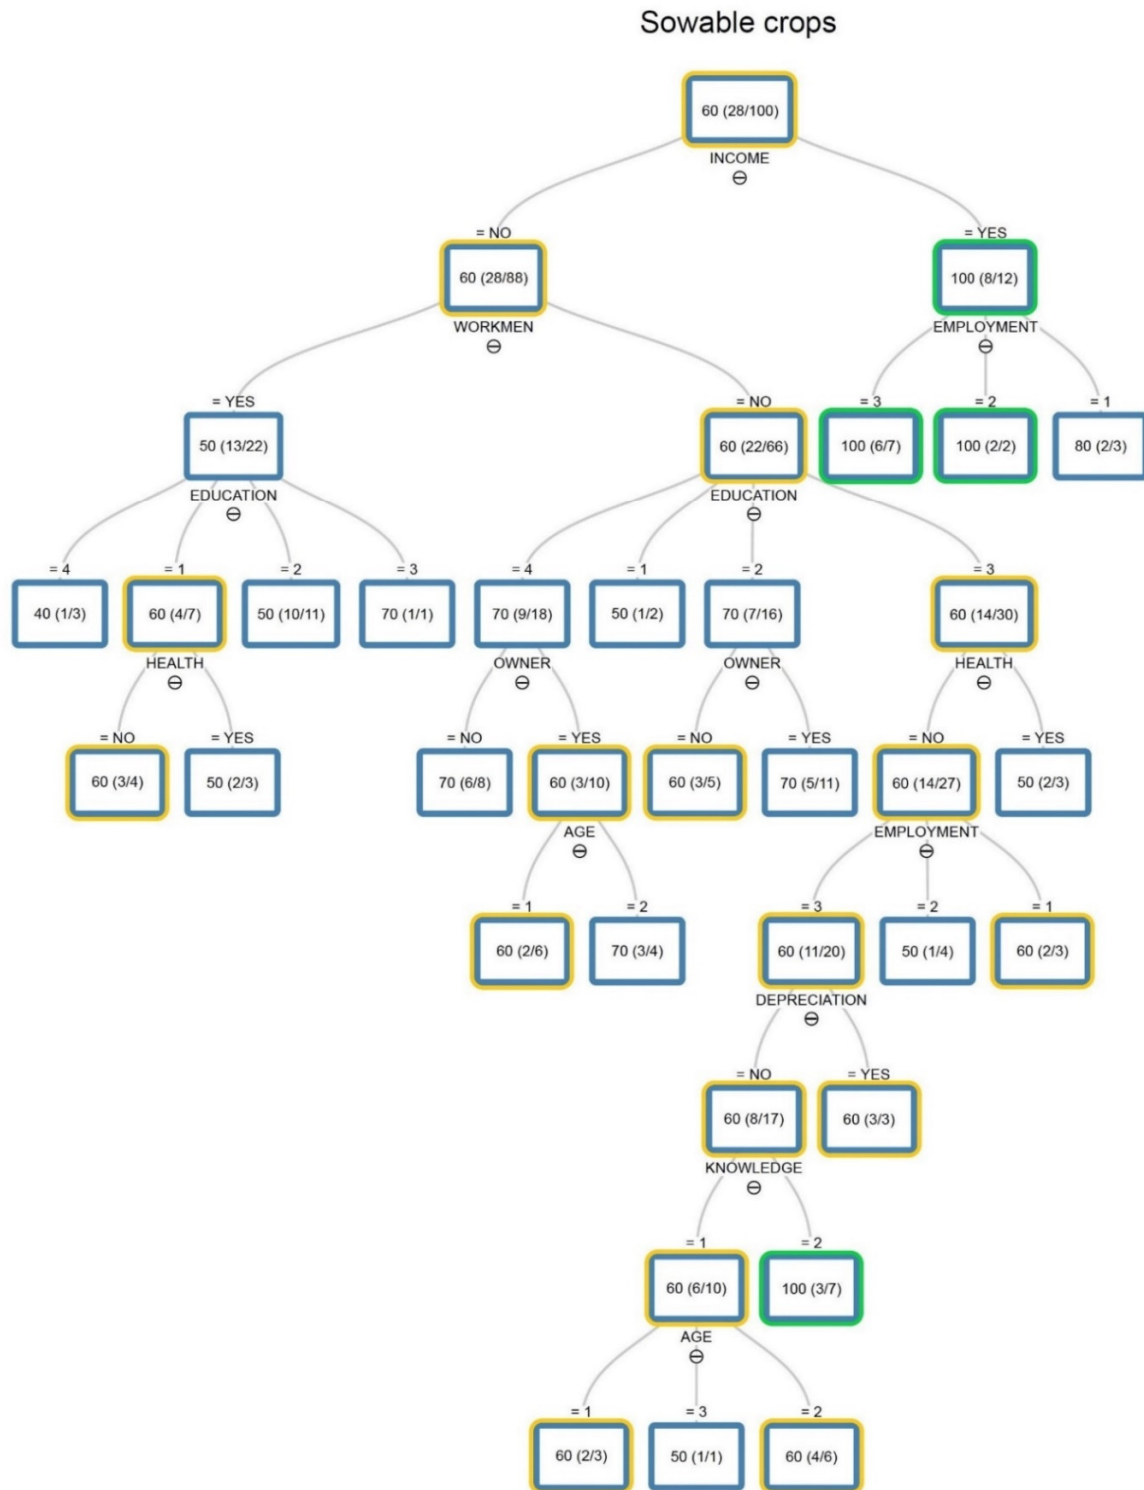 Sowable crops
60 (28/100)
INCOME
= NO
= YES
60 (28/88)
100 (8/12)
WORKMEN
EMPLOYMENT
= YES
= NO
= 3
= 2
= 1
50 (13/22)
60 (22/66)
100 (6/7)
100 (2/2)
80 (2/3)
EDUCATION
EDUCATION
= 4
= 1
= 2
= 3
= 4
= 1
= 2
= 3
40 (1/3)
60 (4/7)
50 (10/11)
70 (1/1)
70 (9/18)
50 (1/2)
70 (7/16)
60 (14/30)
HEALTH
OWNER
OWNER
HEALTH
= NO
= YES
= NO
= YES
= NO
= YES
= NO
= YES
60 (3/4)
50 (2/3)
70 (6/8)
60 (3/10)
60 (3/5)
70 (5/11)
60 (14/27)
50 (2/3)
AGE
EMPLOYMENT
= 1
= 2
= 3
= 2
= 1
60 (2/6)
70 (3/4)
60 (11/20)
50 (1/4)
60 (2/3)
DEPRECIATION
= NO
= YES
60 (8/17)
60 (3/3)
KNOWLEDGE
= 1
= 2
60 (6/10)
100 (3/7)
AGE
= 1
= 3
= 2
60 (2/3)
50 (1/1)
60 (4/6)